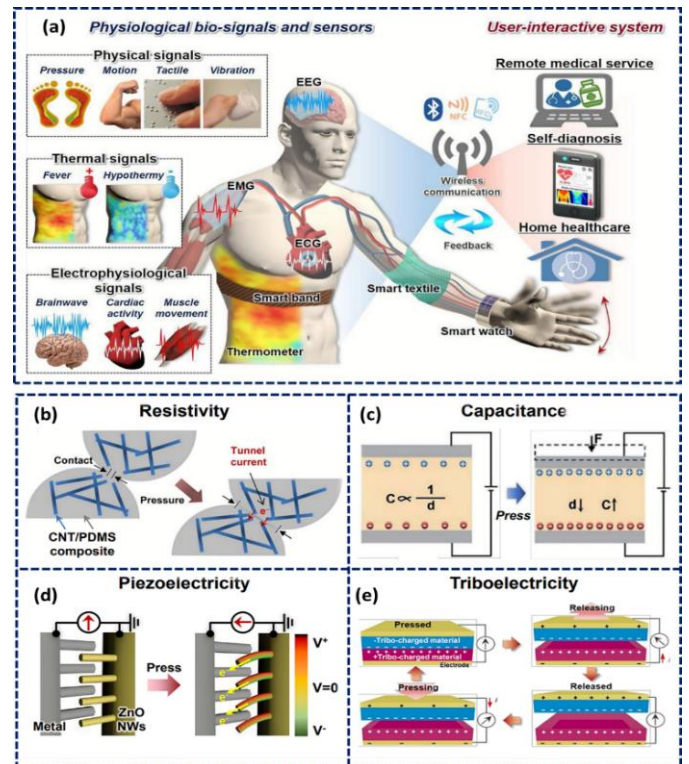 (a) Physiological bio-signals and sensors
User-interactive system
Physical signals
Pressure Motion Tactile Vibration
EEG
Remote medical service
Thermal signals
Fever Hypothermy
+ -
EMG
NFC
Wireless
communication
Self-diagnosis
Feedback
Home healthcare
ECG
Electrophysiological
signals
Brainwave Cardiac
activity Muscle
movement
Smart band
Smart textile
Smart watch
Thermometer
(b) Resistivity
Contact
Tunnel
current
e-
Pressure
CNT/PDMS
composite
(c) Capacitance
C ∝ 1/d
Press
F
d↓ C↑
(d) Piezoelectricity
Press
e-
V+
V=0
V-
Metal
ZnO
NWs
(e) Triboelectricity
Pressed
-Tribo-charged material
+Tribo-charged material
Electrode
Releasing
Pressing
Released